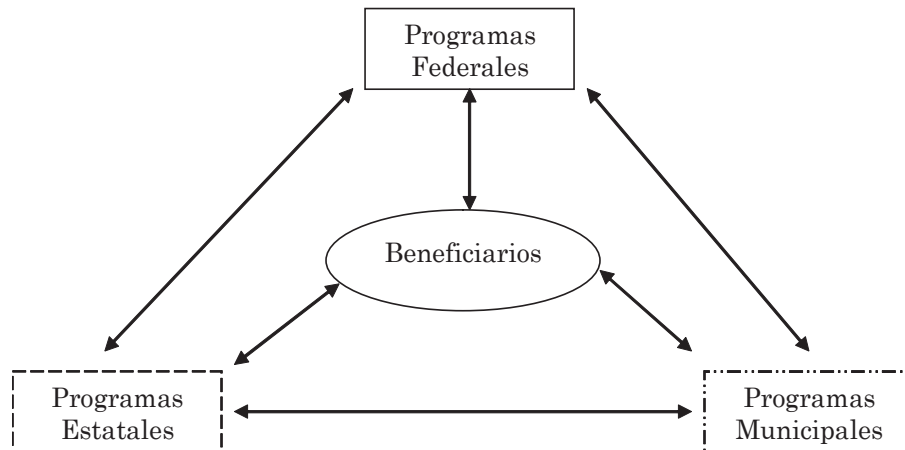 Programas
Federales
Beneficiarios
Programas
Estatales
Programas
Municipales